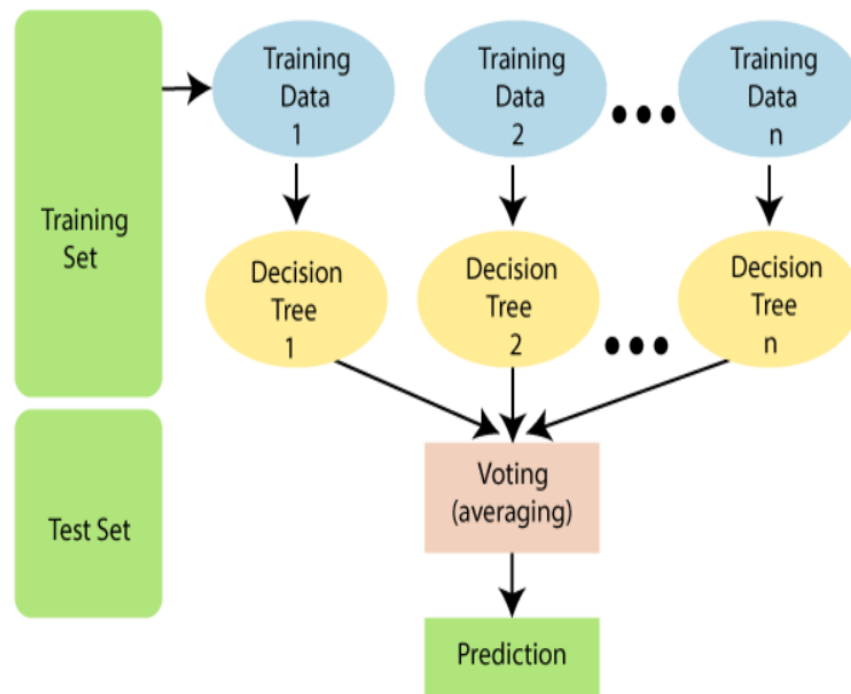 Training
Set
Test Set
Training
Data
1
Training
Data
2
Training
Data
n
Decision
Tree
1
Decision
Tree
2
Decision
Tree
n
Voting
(averaging)
Prediction